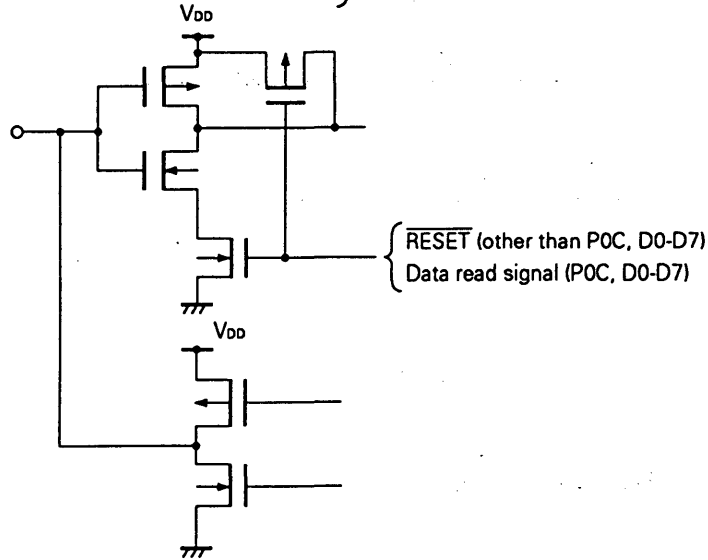 VDD
RESET (other than P0C, D0-D7)
Data read signal (P0C, D0-D7)
VDD